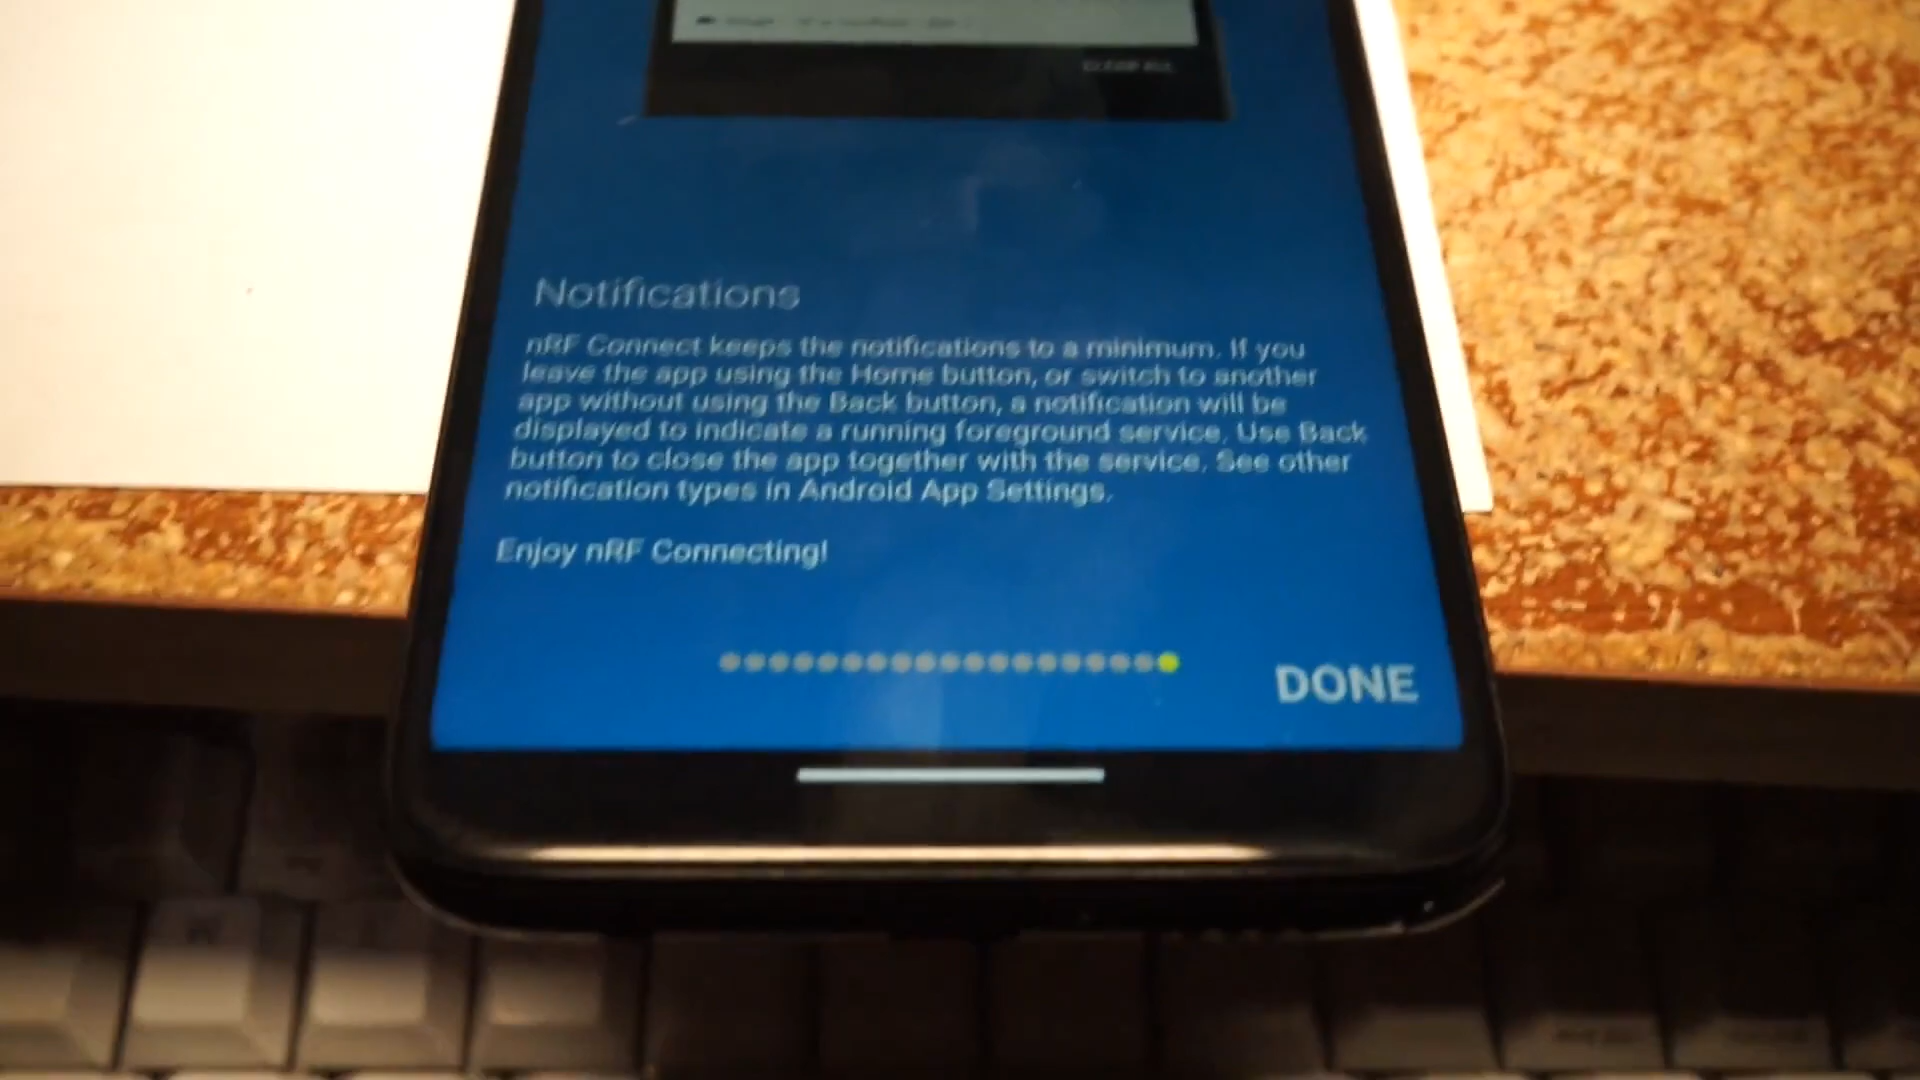 CLEAR ALL
Notifications
nRF Connect keeps the notifications to a minimum. If you
leave the app using the Home button, or switch to another
app without using the Back button, a notification will be
displayed to indicate a running foreground service. Use Back
button to close the app together with the service. See other
notification types in Android App Settings.
Enjoy nRF Connecting!
DONE